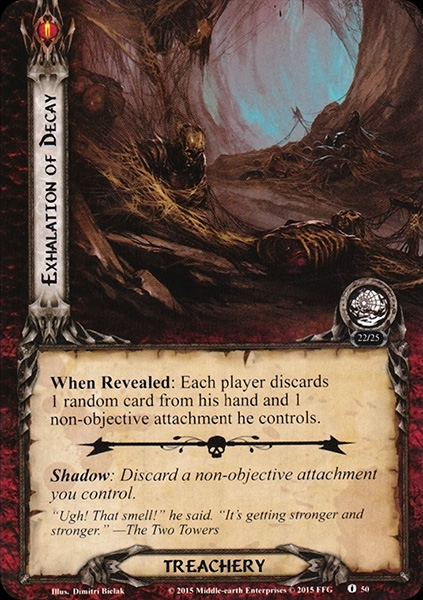 EXHALATION OF DECAY
22/25
When Revealed: Each player discards
1 random card from his hand and 1
non-objective attachment he controls.
Shadow: Discard a non-objective attachment
you control.
“Ugh! That smell!” he said. “It’s getting stronger and
stronger.” —The Two Towers
TREACHERY
Illus. Dimitri Bielak
© 2015 Middle-earth Enterprises © 2015 FFG
50